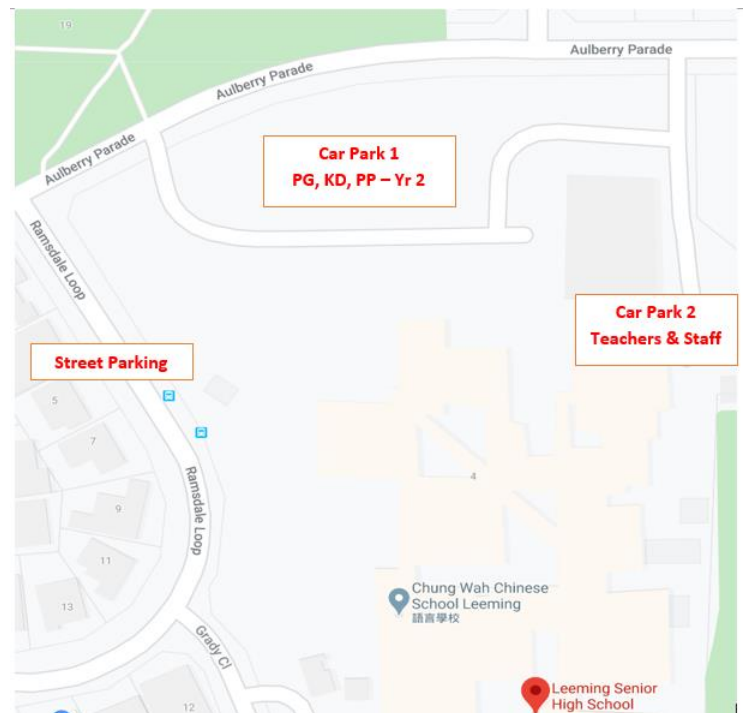 19
Aulberry Parade
Aulberry Parade
Aulberry Parade
Car Park 1
PG, KD, PP – Yr 2
Ramsdale Loop
Car Park 2
Teachers & Staff
Street Parking
5
7
9
11
13
Ramsdale Loop
4
Chung Wah Chinese
School Leeming
語言學校
Grady Cl
12
Leeming Senior
High School